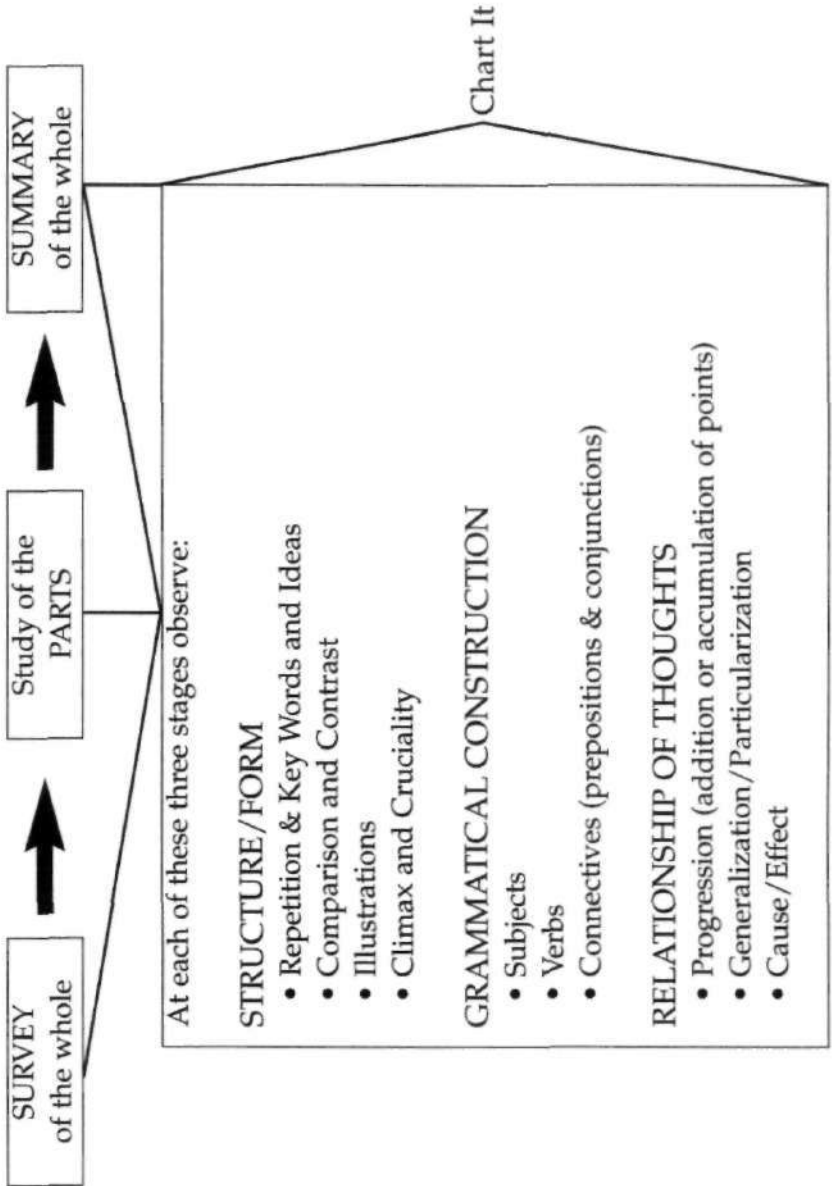 SURVEY
of the whole
Study of the
PARTS
SUMMARY
of the whole
At each of these three stages observe:
STRUCTURE/FORM
• Repetition & Key Words and Ideas
• Comparison and Contrast
• Illustrations
• Climax and Cruciality
GRAMMATICAL CONSTRUCTION
• Subjects
• Verbs
• Connectives (prepositions & conjunctions)
RELATIONSHIP OF THOUGHTS
• Progression (addition or accumulation of points)
• Generalization/Particularization
• Cause/Effect
Chart It